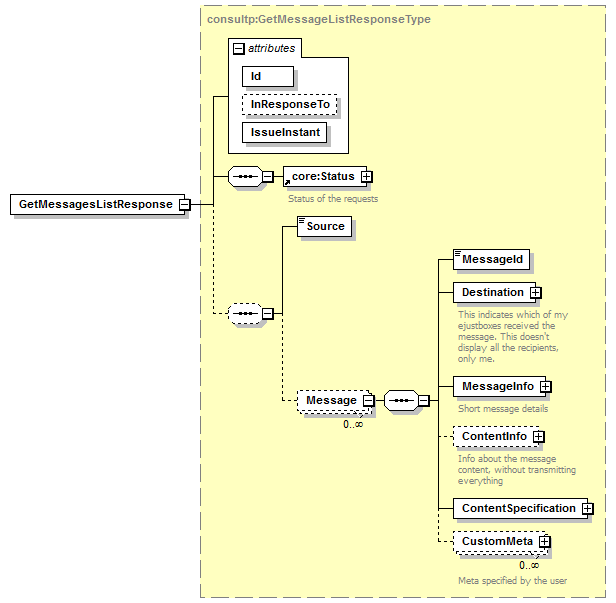 consultp:GetMessageListResponseType
attributes
Id
InResponseTo
IssueInstant
core:Status
Status of the requests
GetMessagesListResponse
Source
MessageId
Destination
This indicates which of my
ejustboxes received the
message. This doesn't
display all the recipients,
only me.
MessageInfo
Short message details
Message
0..∞
ContentInfo
Info about the message
content, without transmitting
everything
ContentSpecification
CustomMeta
0..∞
Meta specified by the user